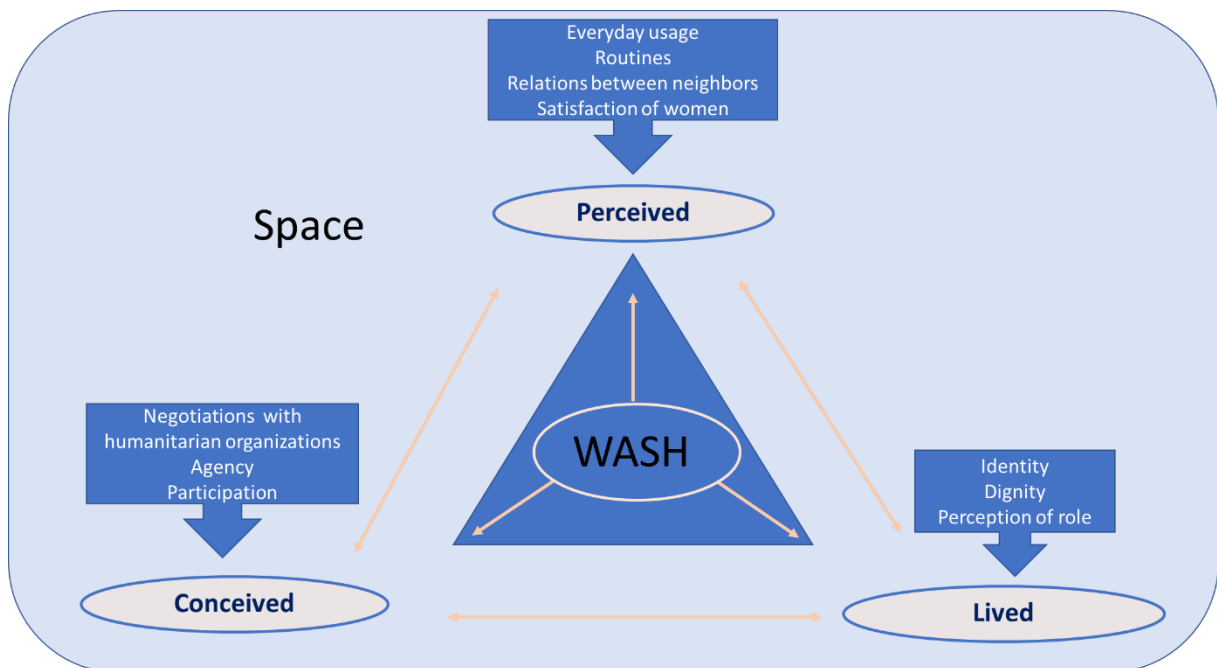 Everyday usage
Routines
Relations between neighbors
Satisfaction of women
Perceived
Space
Negotiations with
humanitarian organizations
Agency
Participation
WASH
Identity
Dignity
Perception of role
Conceived
Lived